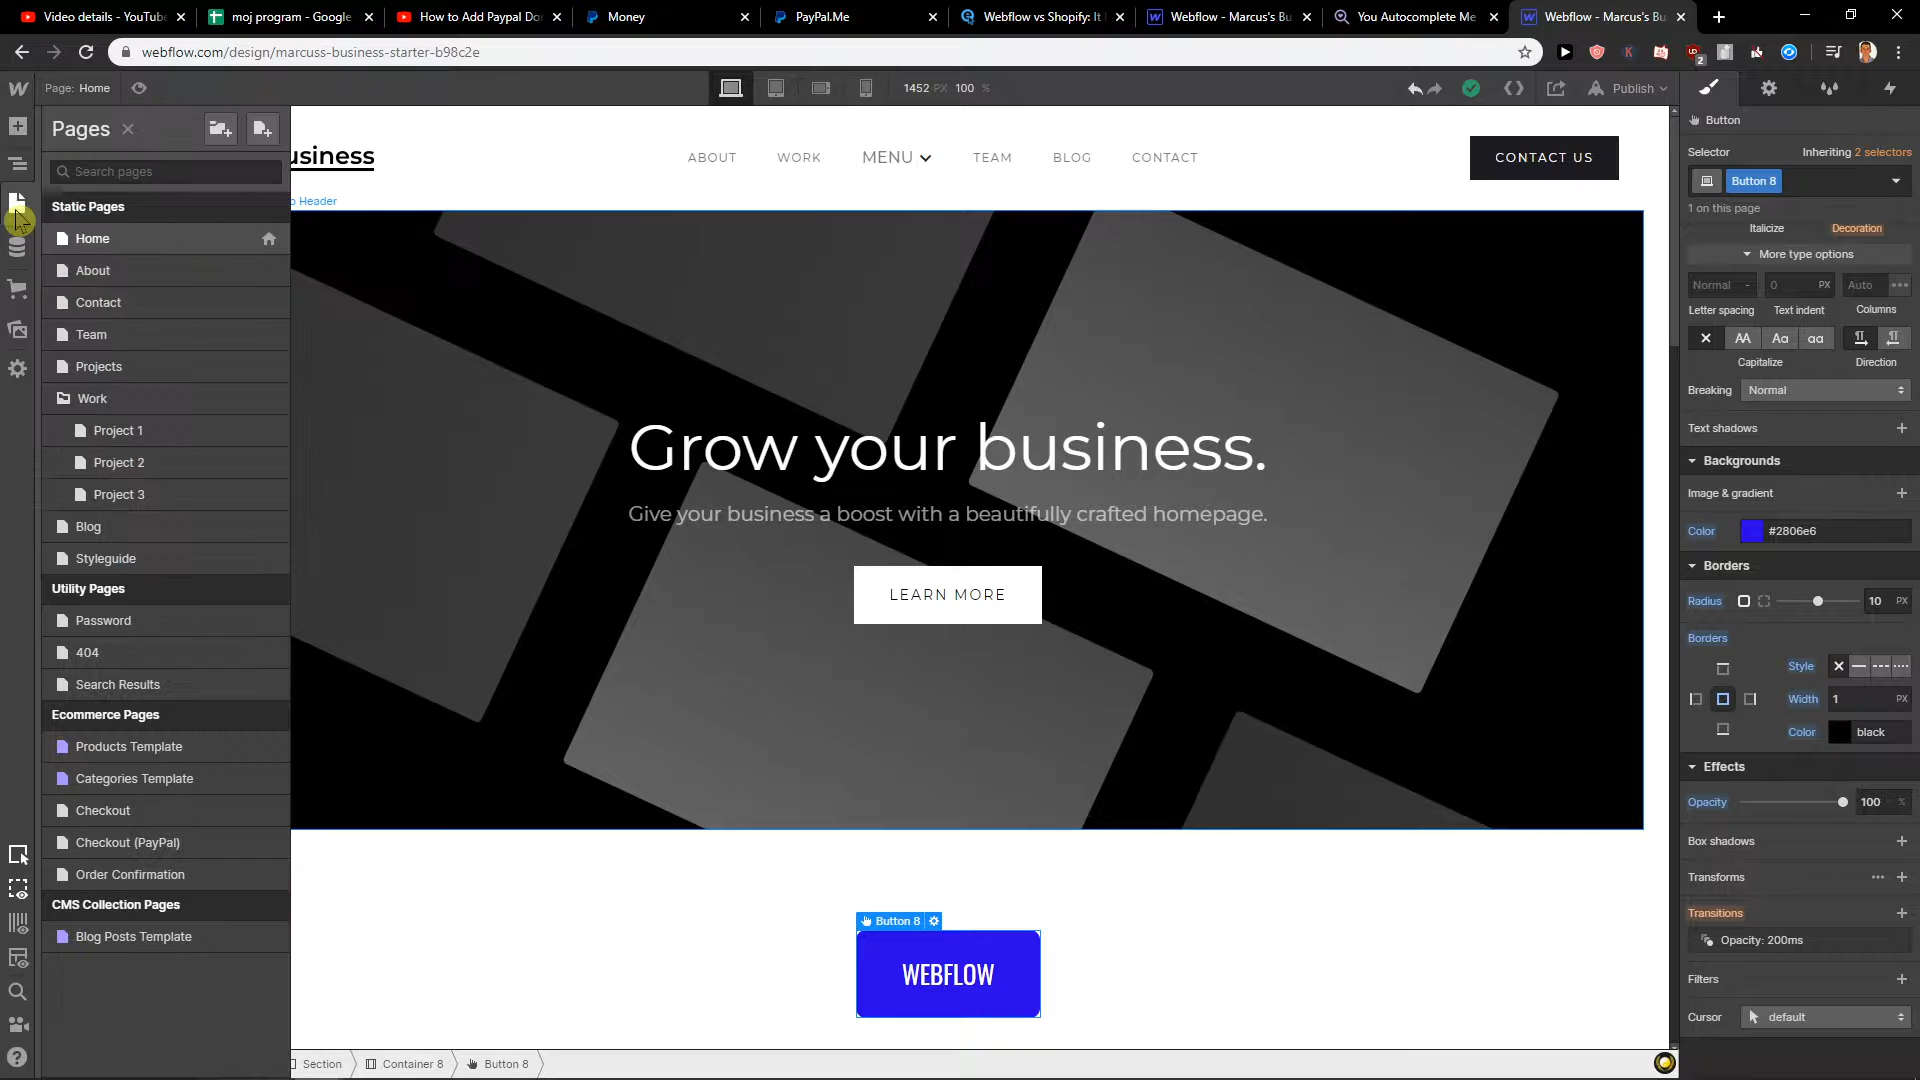 Video details - YouTube
moj program - Google
How to Add Paypal Don
Money
PayPal.Me
Webflow vs Shopify: It
Webflow - Marcus's Bu
You Autocomplete Me
Webflow - Marcus's Bu
webflow.com/design/marcuss-business-starter-b98c2e
2
Page: Home
1452 PX 100 %
Publish
Pages
Search pages
Static Pages
Home
About
Contact
Team
Projects
Work
Project 1
Project 2
Project 3
Blog
Styleguide
Utility Pages
Password
404
Search Results
Ecommerce Pages
Products Template
Categories Template
Checkout
Checkout (PayPal)
Order Confirmation
CMS Collection Pages
Blog Posts Template
usiness
ABOUT WORK MENU TEAM BLOG CONTACT
CONTACT US
Header
Grow your business.
Give your business a boost with a beautifully crafted homepage.
LEARN MORE
Button 8
WEBFLOW
Section Container 8 Button 8
Button
Selector Inheriting 2 selectors
Button 8
1 on this page
Italicize Decoration
More type options
Normal - 0 PX Auto
Letter spacing Text indent Columns
AA Aa aa
Capitalize Direction
Breaking Normal
Text shadows
Backgrounds
Image & gradient
Color #2806e6
Borders
Radius 10 PX
Borders
Style
Width 1 PX
Color black
Effects
Opacity 100 %
Box shadows
Transforms
Transitions
Opacity: 200ms
Filters
Cursor default